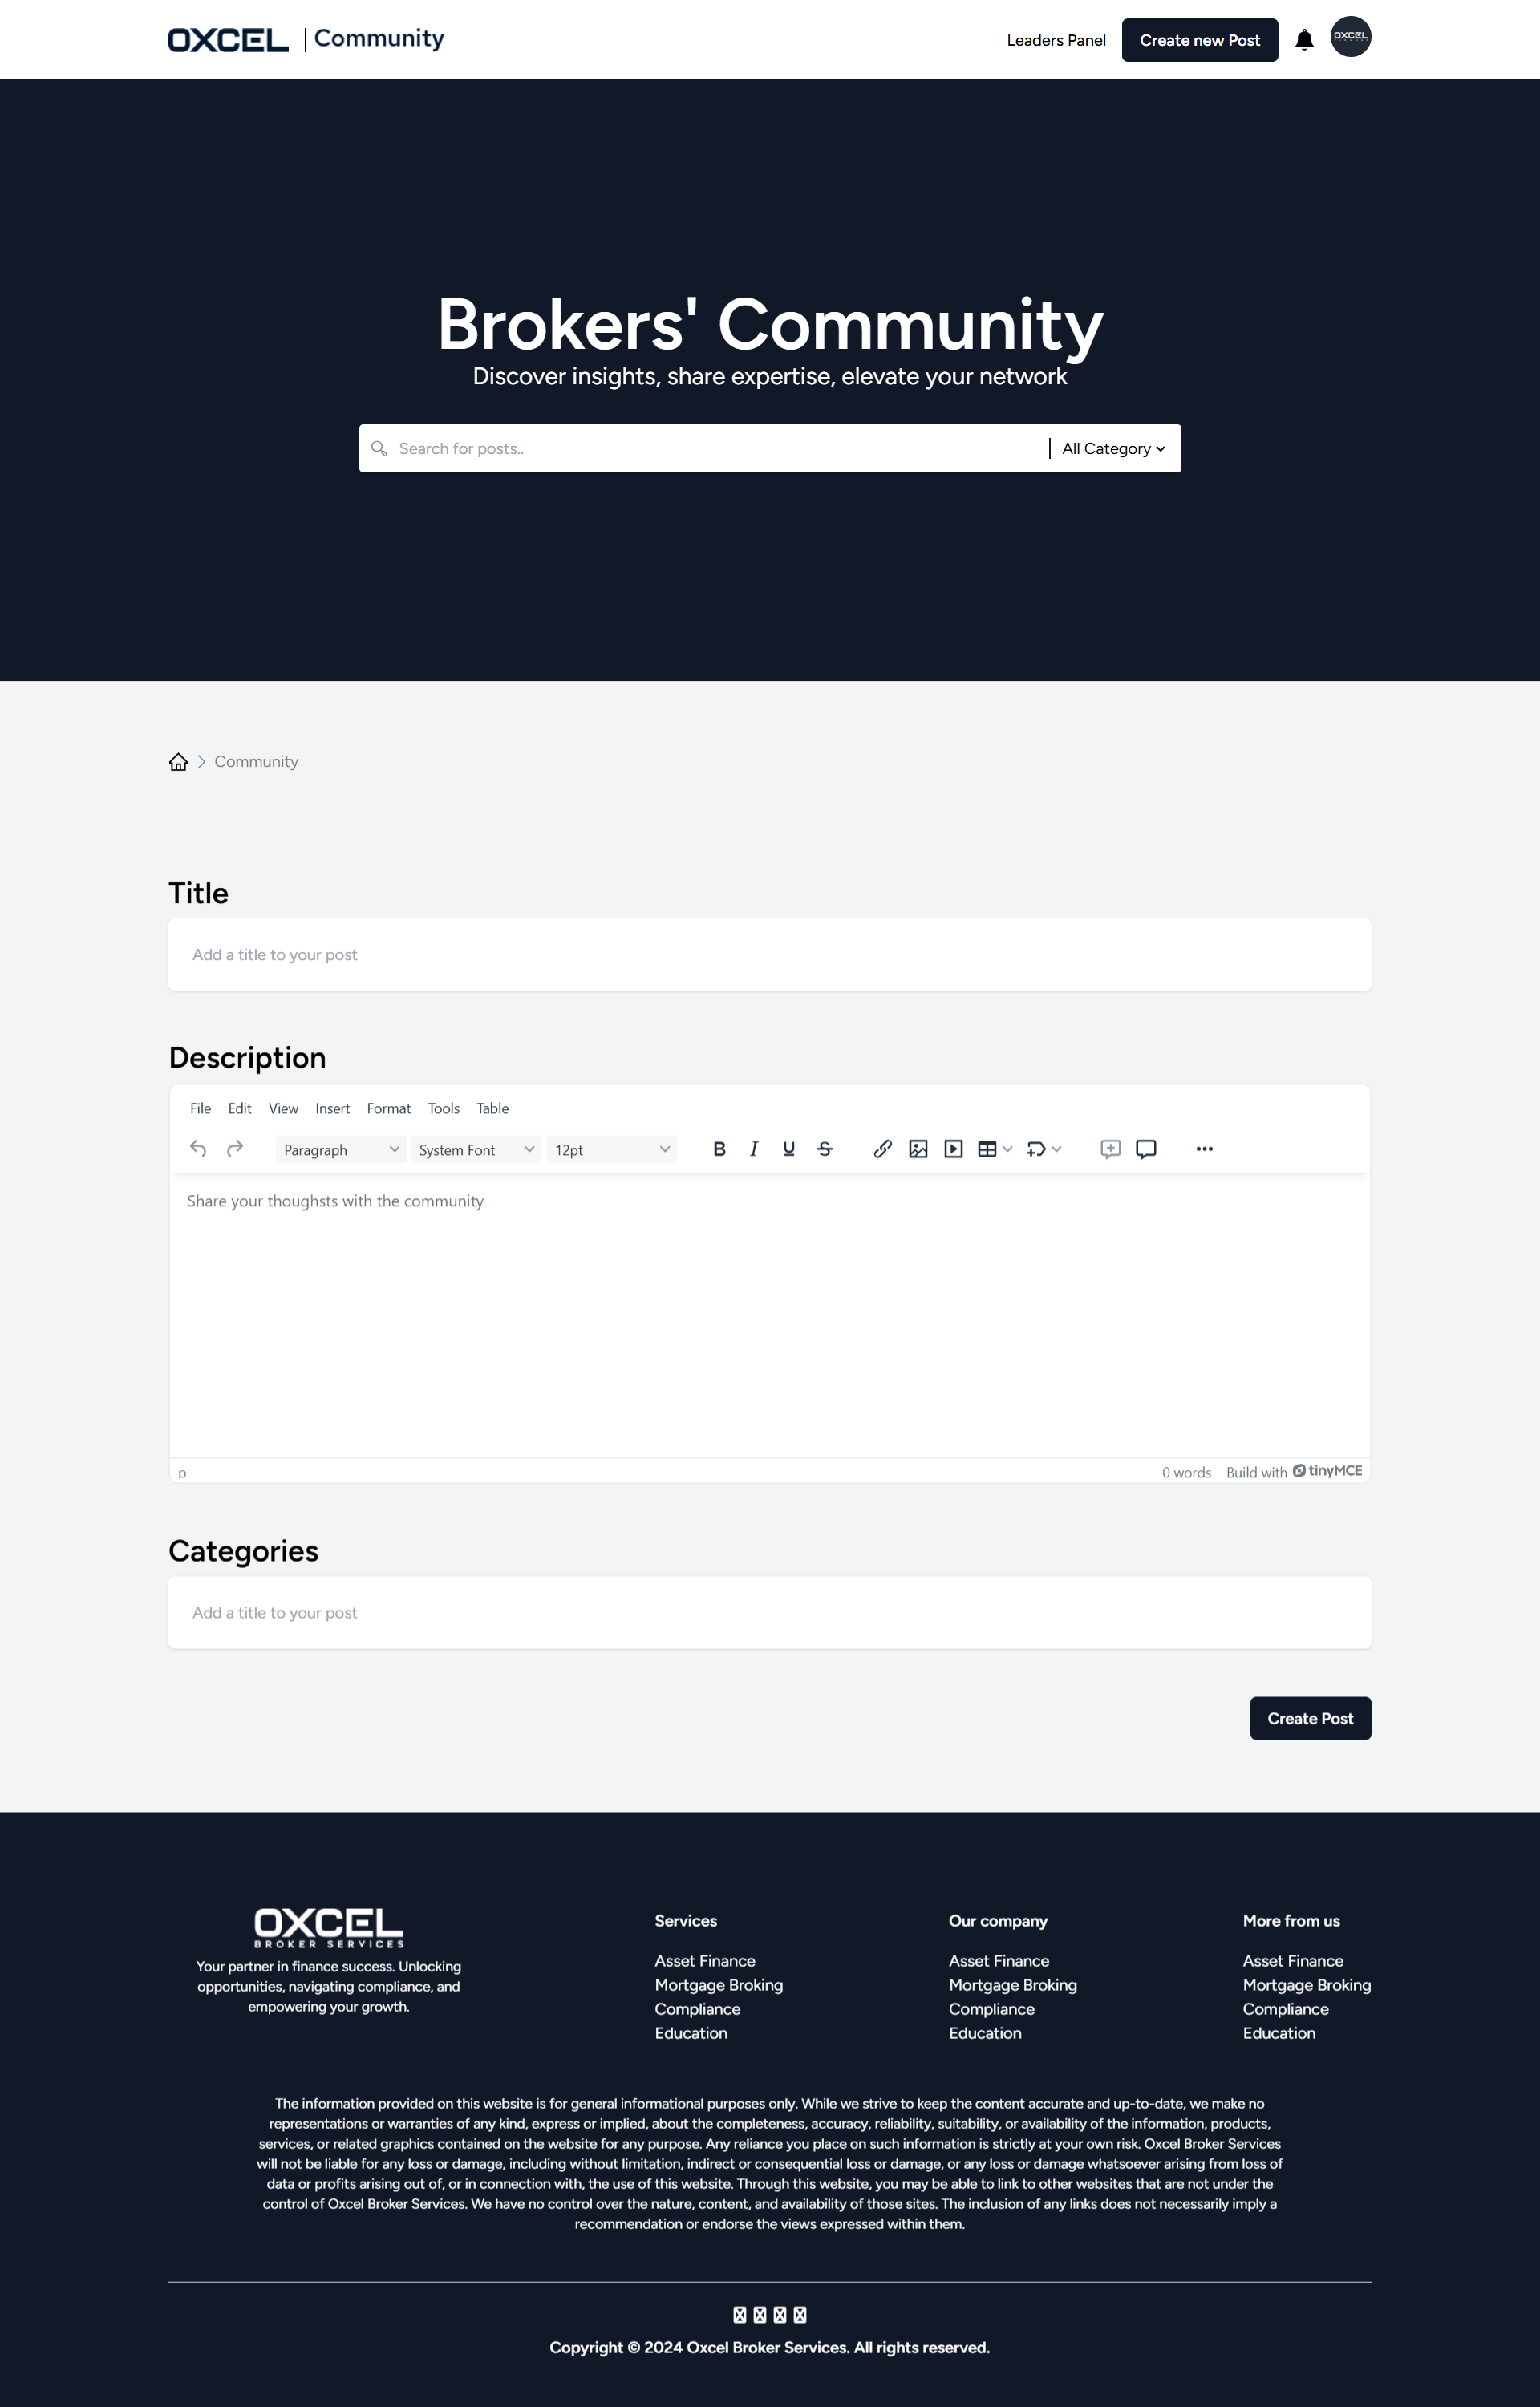 OXCEL | Community
Leaders Panel
Create new Post
OXCEL
Brokers' Community
Discover insights, share expertise, elevate your network
Search for posts..
All Category
Community
Title
Add a title to your post
Description
File Edit View Insert Format Tools Table
Paragraph System Font 12pt B I U S
Share your thoughsts with the community
p 0 words Build with tinyMCE
Categories
Add a title to your post
Create Post
OXCEL
BROKER SERVICES
Your partner in finance success. Unlocking
opportunities, navigating compliance, and
empowering your growth.
Services
Asset Finance
Mortgage Broking
Compliance
Education
Our company
Asset Finance
Mortgage Broking
Compliance
Education
More from us
Asset Finance
Mortgage Broking
Compliance
Education
The information provided on this website is for general informational purposes only. While we strive to keep the content accurate and up-to-date, we make no
representations or warranties of any kind, express or implied, about the completeness, accuracy, reliability, suitability, or availability of the information, products,
services, or related graphics contained on the website for any purpose. Any reliance you place on such information is strictly at your own risk. Oxcel Broker Services
will not be liable for any loss or damage, including without limitation, indirect or consequential loss or damage, or any loss or damage whatsoever arising from loss of
data or profits arising out of, or in connection with, the use of this website. Through this website, you may be able to link to other websites that are not under the
control of Oxcel Broker Services. We have no control over the nature, content, and availability of those sites. The inclusion of any links does not necessarily imply a
recommendation or endorse the views expressed within them.
Copyright © 2024 Oxcel Broker Services. All rights reserved.